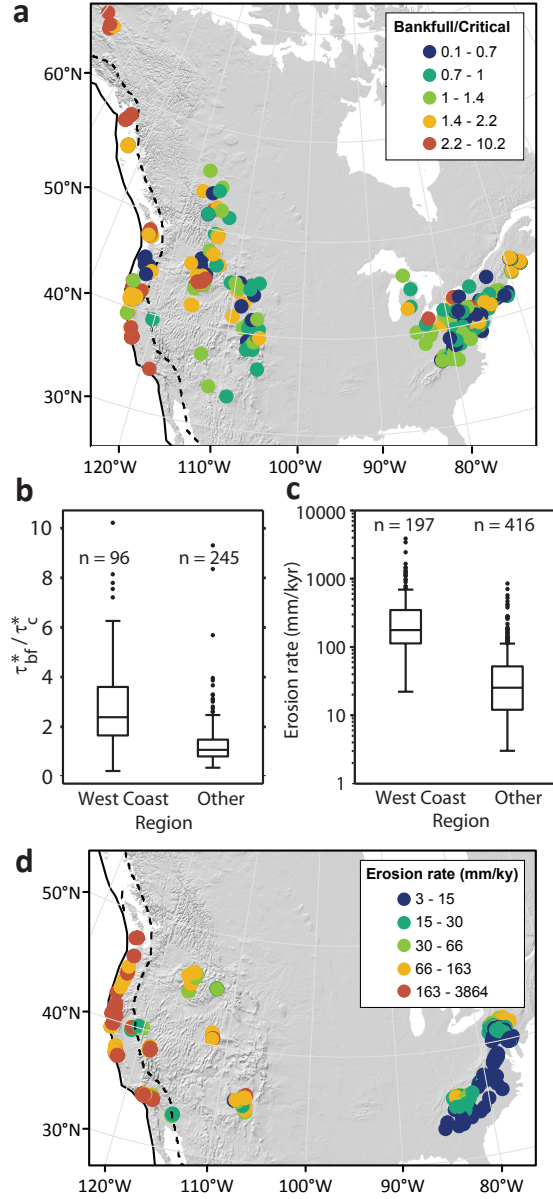 a
Bankfull/Critical
0.1 - 0.7
0.7 - 1
1 - 1.4
1.4 - 2.2
2.2 - 10.2
60°N
50°N
40°N
30°N
120°W 110°W 100°W 90°W 80°W
b
τ*bf/τ*c
10
8
6
4
2
0
n = 96 n = 245
West Coast Other
Region
c
Erosion rate (mm/kyr)
10000
1000
100
10
1
n = 197 n = 416
West Coast Other
Region
d
Erosion rate (mm/ky)
3 - 15
15 - 30
30 - 66
66 - 163
163 - 3864
50°N
40°N
30°N
120°W 110°W 100°W 90°W 80°W